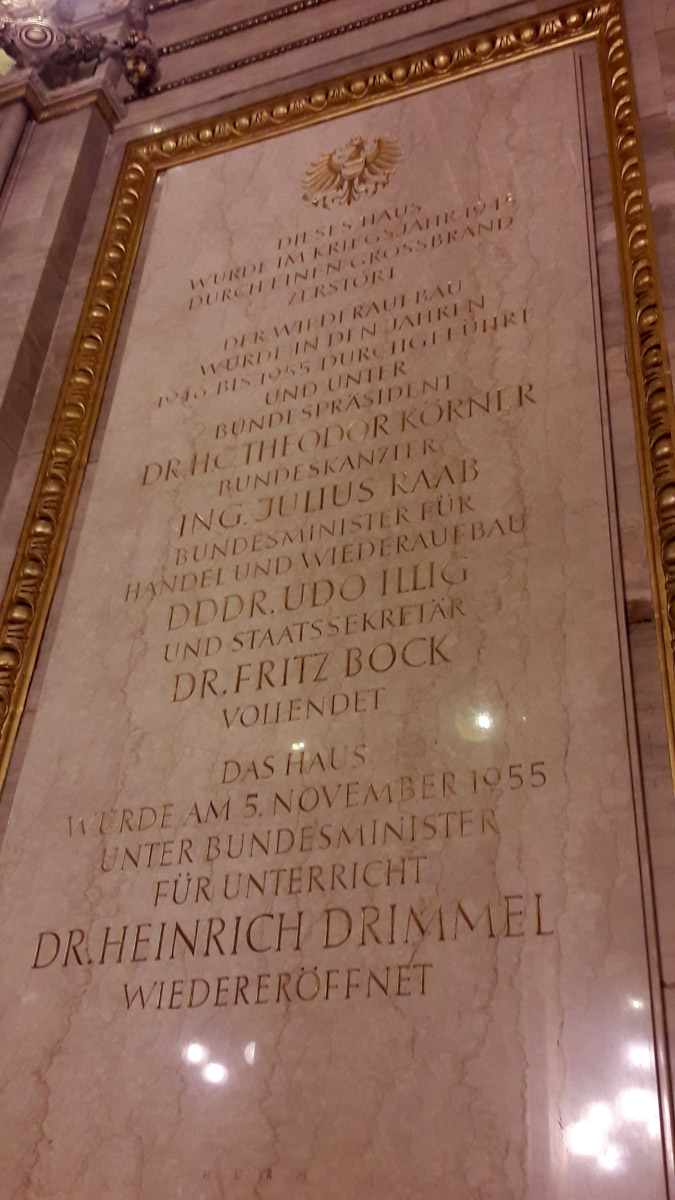 DIESES HAUS
WURDE IM KRIEGSJAHR 1945
DURCH EINEN GROSSBRAND
ZERSTÖRT
DER WIEDERAUFBAU
WURDE IN DEN JAHREN
1946 BIS 1955 DURCHGEFÜHRT
UND UNTER
BUNDESPRÄSIDENT
DR.HC.THEODOR KÖRNER
BUNDESKANZLER
ING. JULIUS RAAB
BUNDESMINISTER FÜR
HANDEL UND WIEDERAUFBAU
DDDR. UDO ILLIG
UND STAATSSEKRETÄR
DR. FRITZ BOCK
VOLLENDET
DAS HAUS
WURDE AM 5. NOVEMBER 1955
UNTER BUNDESMINISTER
FÜR UNTERRICHT
DR. HEINRICH DRIMMEL
WIEDERERÖFFNET